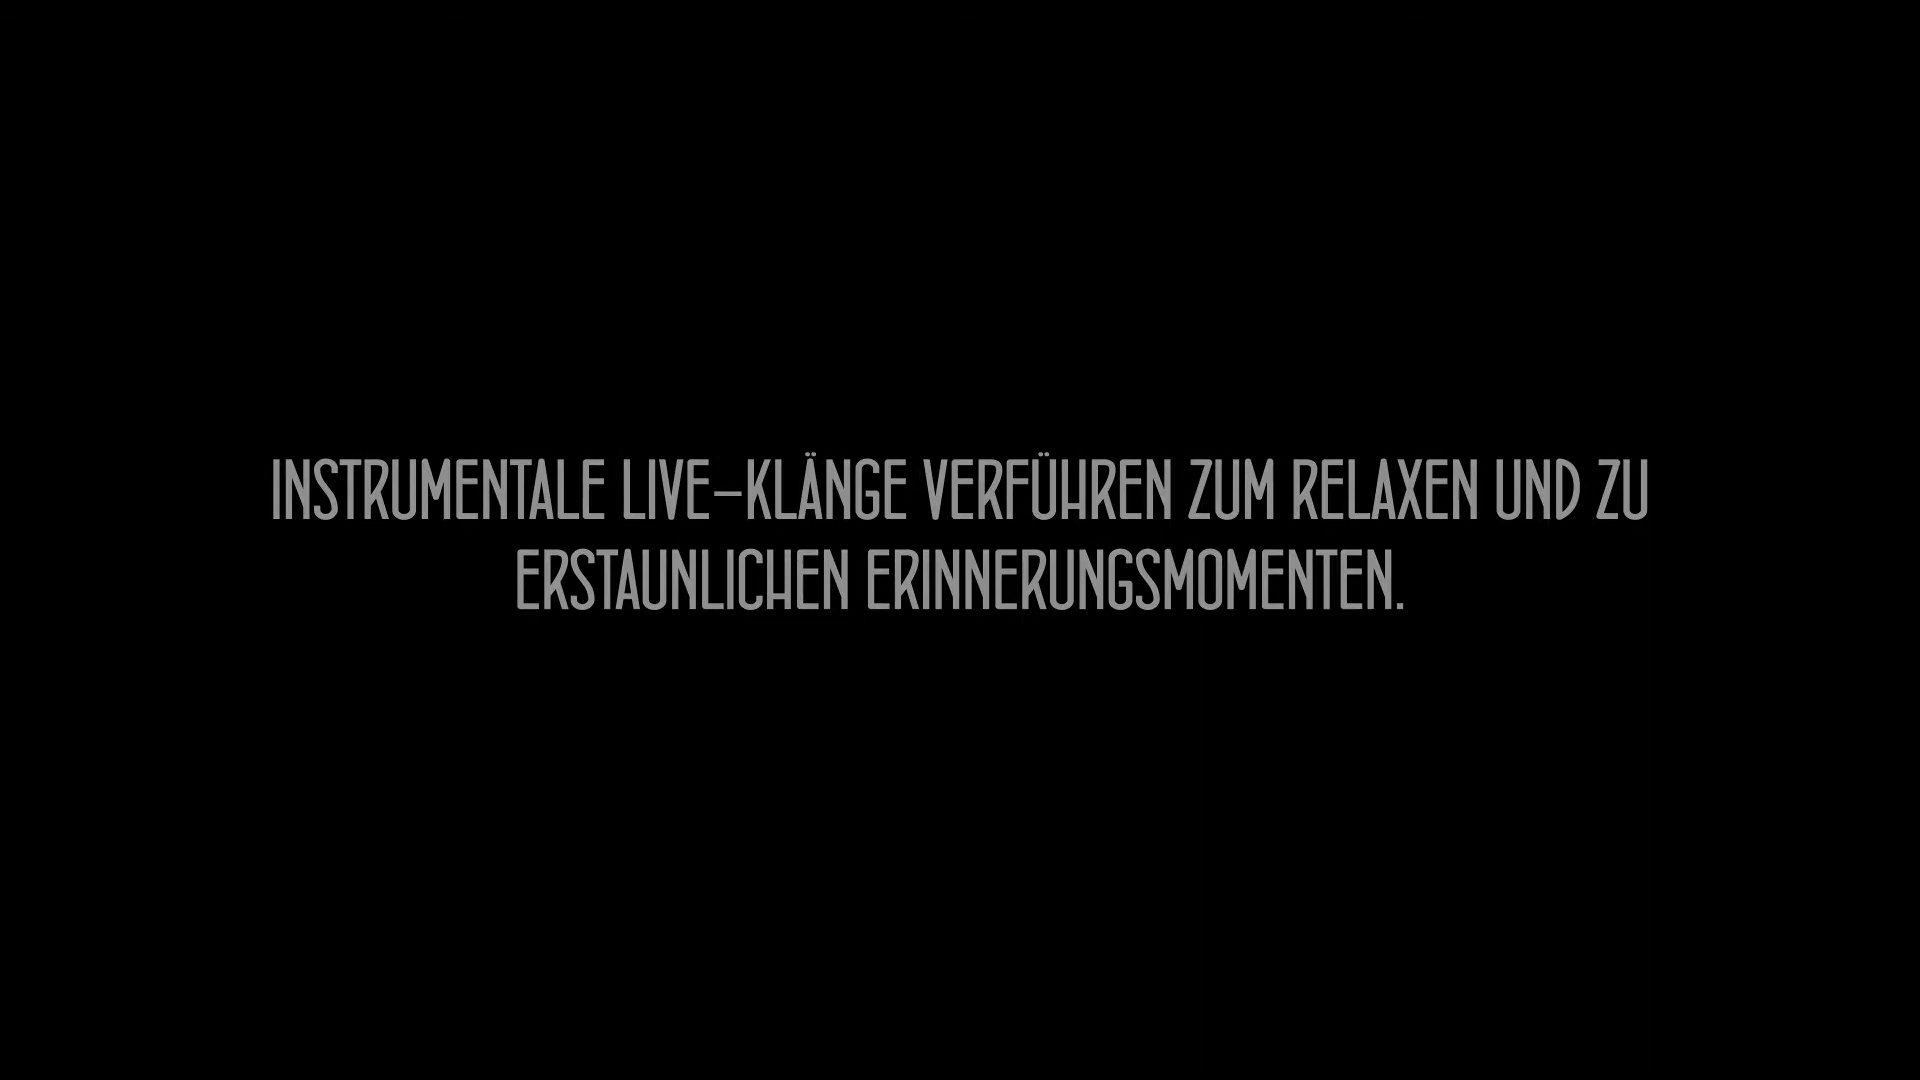 INSTRUMENTALE LIVE-KLÄNGE VERFÜHREN ZUM RELAXEN UND ZU
ERSTAUNLICHEN ERINNERUNGSMOMENTEN.